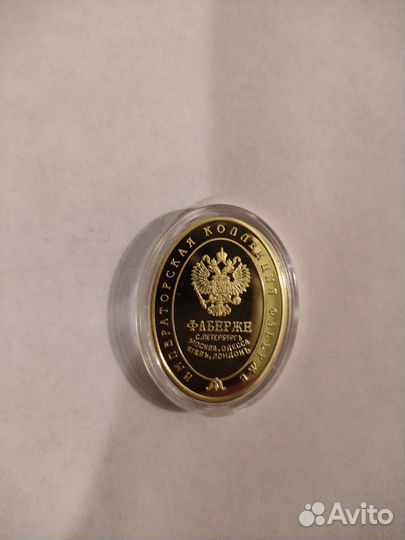 ИМПЕРАТОРСКАЯ КОЛЛЕКЦИЯ ФАБЕРЖЕ
ФАБЕРЖЕ
С.ПЕТЕРБУРГЪ
МОСКВА, ОДЕССА
КІЕВЪ, ЛОНДОНЪ
Avito